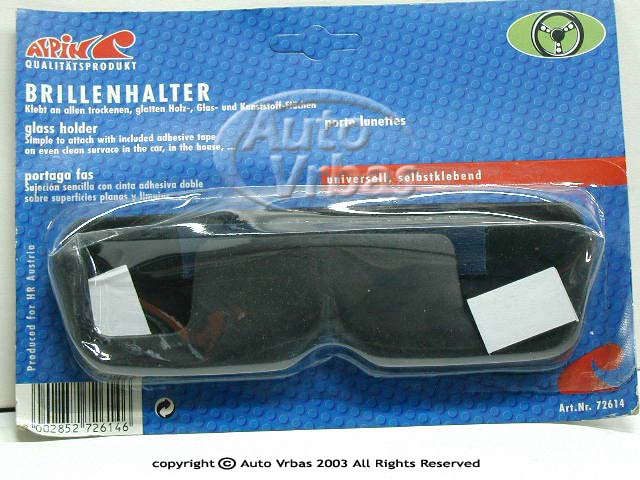 ALPIN
QUALITÄTSPRODUKT
BRILLENHALTER
Klebt an allen trockenen, glatten Holz-, Glas- und Kunststoff-Flächen
glass holder
Simple to attach with included adhesive tape
on even clean survace in the car, in the house, ....
porte lunettes
portaga fas
Sujeción sencilla con cinta adhesiva doble
sobre superficies planas y limpias
universell, selbstklebend
Auto
Vrbas
Produced for HR Austria
002852 726146
Art.Nr. 72614
copyright © Auto Vrbas 2003 All Rights Reserved.